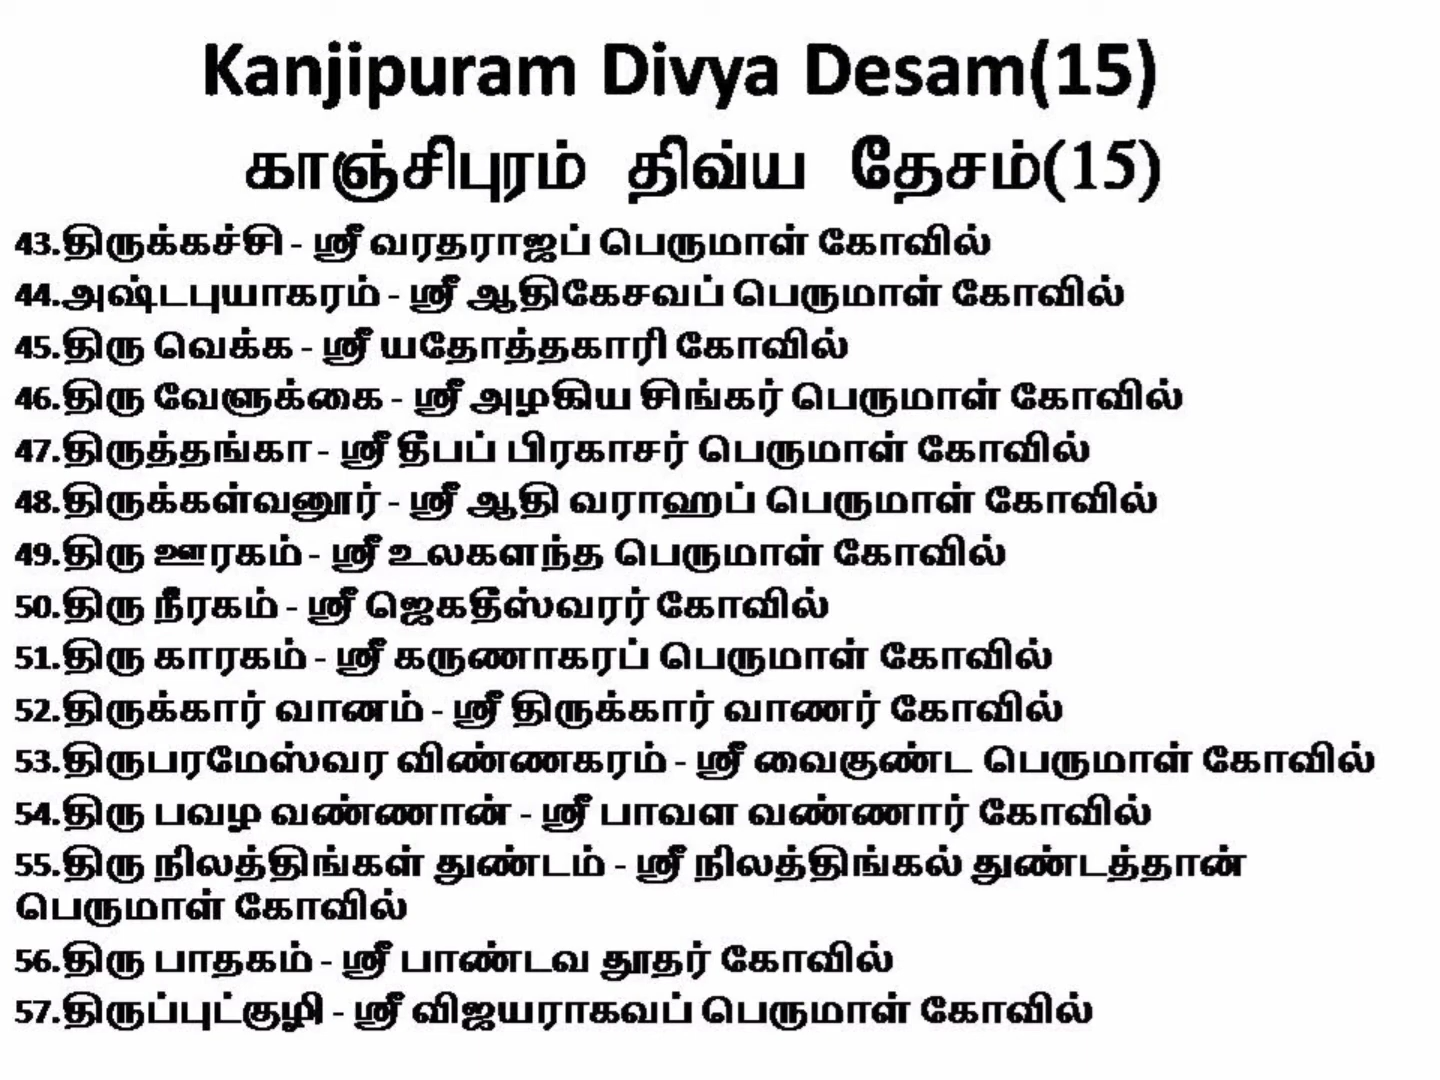 Kanjipuram Divya Desam(15)
காஞ்சிபுரம் திவ்ய தேசம்(15)
43.திருக்கச்சி - ஸ்ரீ வரதராஜப் பெருமாள் கோவில்
44.அஷ்டபுயாகரம் - ஸ்ரீ ஆதிகேசவப் பெருமாள் கோவில்
45.திரு வெக்க - ஸ்ரீ யதோத்தகாரி கோவில்
46.திரு வேளுக்கை - ஸ்ரீ அழகிய சிங்கர் பெருமாள் கோவில்
47.திருத்தங்கா - ஸ்ரீ தீபப் பிரகாசர் பெருமாள் கோவில்
48.திருக்கள்வனூர் - ஸ்ரீ ஆதி வராஹப் பெருமாள் கோவில்
49.திரு ஊரகம் - ஸ்ரீ உலகளந்த பெருமாள் கோவில்
50.திரு நீரகம் - ஸ்ரீ ஜெகதீஸ்வரர் கோவில்
51.திரு காரகம் - ஸ்ரீ கருணாகரப் பெருமாள் கோவில்
52.திருக்கார் வானம் - ஸ்ரீ திருக்கார் வாணர் கோவில்
53.திருபரமேஸ்வர விண்ணகரம் - ஸ்ரீ வைகுண்ட பெருமாள் கோவில்
54.திரு பவழ வண்ணான் - ஸ்ரீ பாவள வண்ணார் கோவில்
55.திரு நிலத்திங்கள் துண்டம் - ஸ்ரீ நிலத்திங்கல் துண்டத்தான்
பெருமாள் கோவில்
56.திரு பாதகம் - ஸ்ரீ பாண்டவ தூதர் கோவில்
57.திருப்புட்குழி - ஸ்ரீ விஜயராகவப் பெருமாள் கோவில்